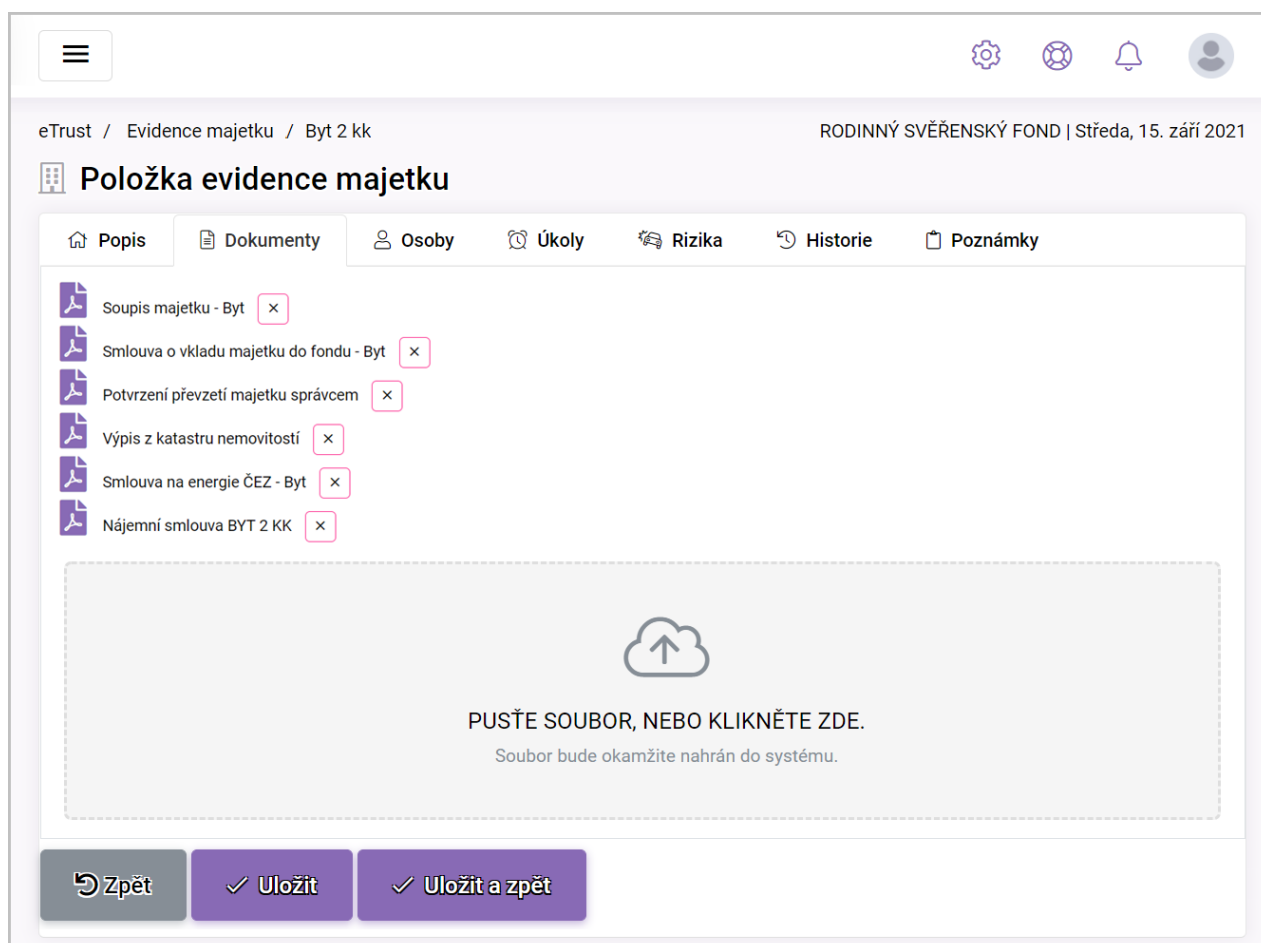 eTrust / Evidence majetku / Byt 2 kk
RODINNÝ SVĚŘENSKÝ FOND | Středa, 15. září 2021
Položka evidence majetku
Popis Dokumenty Osoby Úkoly Rizika Historie Poznámky
Soupis majetku - Byt ×
Smlouva o vkladu majetku do fondu - Byt ×
Potvrzení převzetí majetku správcem ×
Výpis z katastru nemovitostí ×
Smlouva na energie ČEZ - Byt ×
Nájemní smlouva BYT 2 KK ×
PUSŤE SOUBOR, NEBO KLIKNĚTE ZDE.
Soubor bude okamžite nahrán do systému.
Zpět Uložit Uložit a zpět